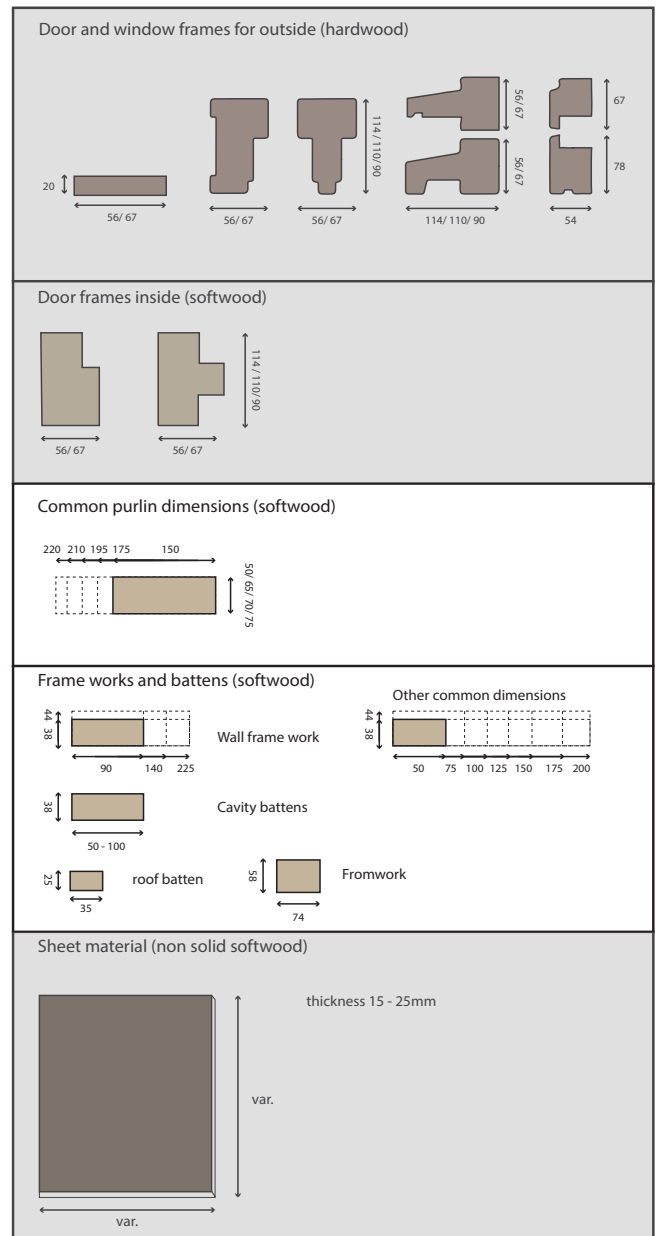 Door and window frames for outside (hardwood)
20
56/ 67
56/ 67
56/ 67
114 / 110/ 90
114/ 110/ 90
56/ 67
56/ 67
54
67
78
Door frames inside (softwood)
56/ 67
56/ 67
114 / 110/90
Common purlin dimensions (softwood)
220 210 195 175 150
50/ 65/ 70/ 75
Frame works and battens (softwood)
44
38
90 140 225
Wall frame work
Other common dimensions
44
38
50 75 100 125 150 175 200
38
50 - 100
Cavity battens
25
35
roof batten
58
74
Fromwork
Sheet material (non solid softwood)
thickness 15 - 25mm
var.
var.